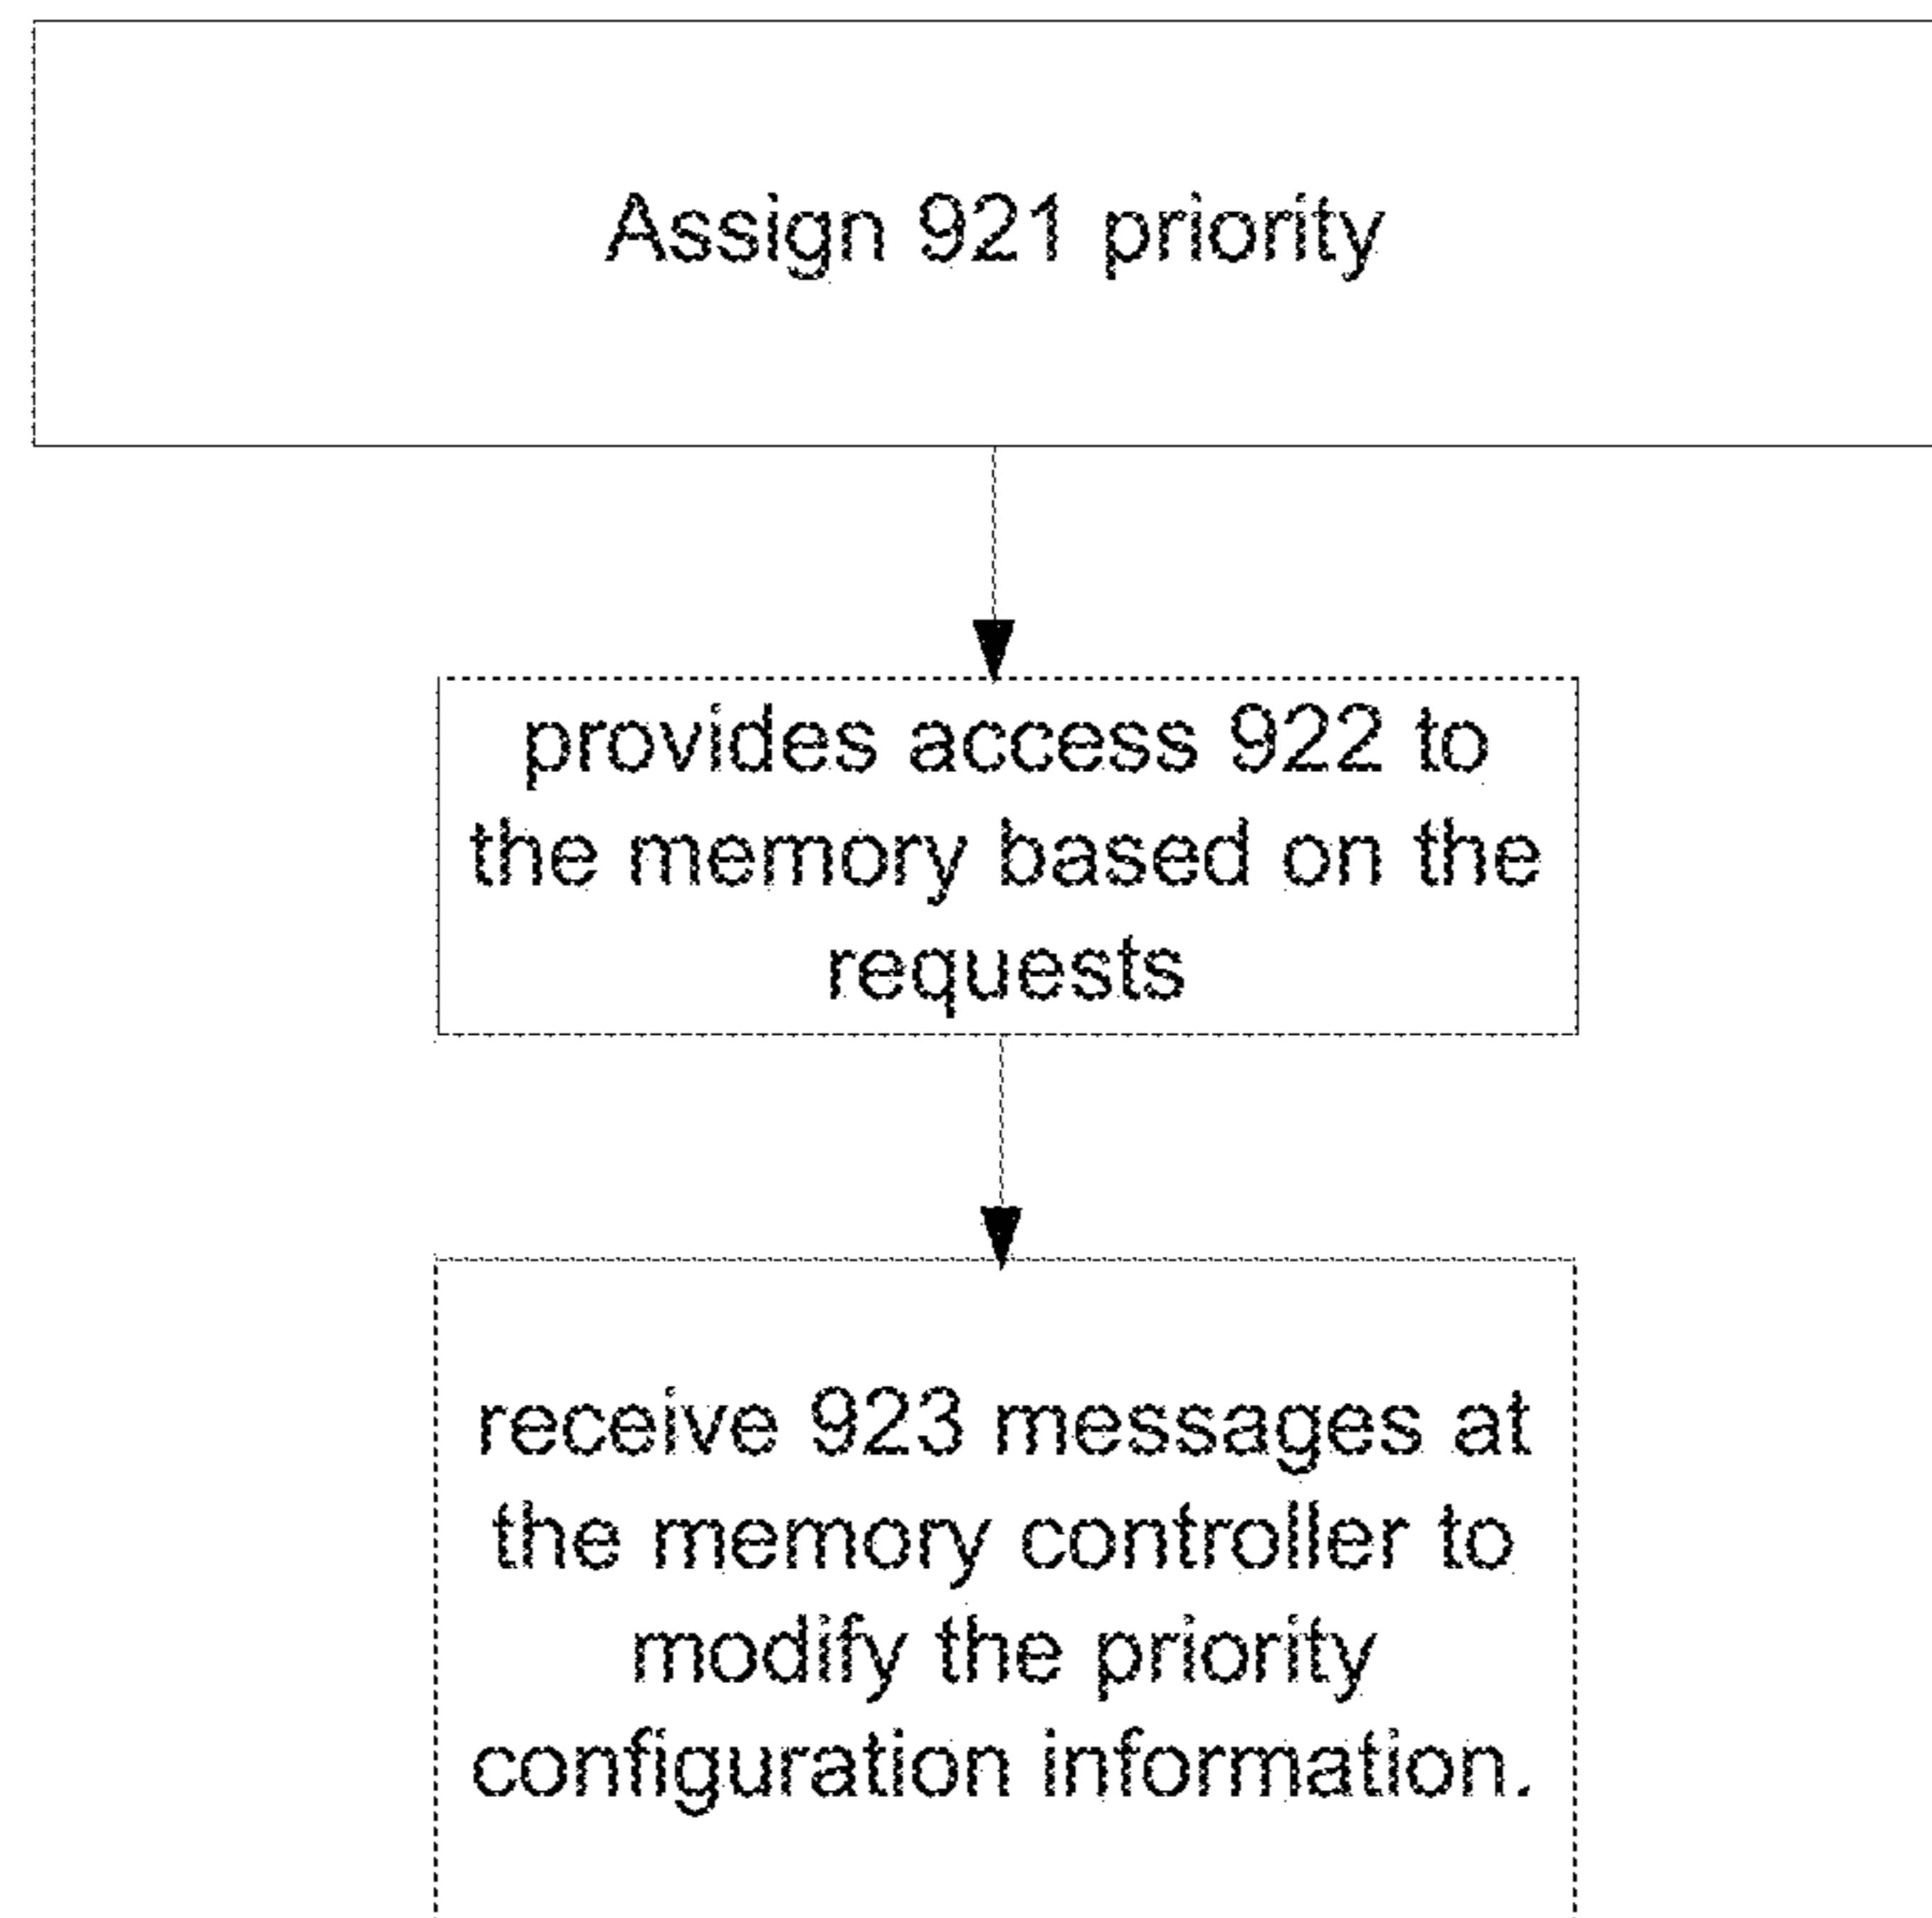 Assign 921 priority
provides access 922 to
the memory based on the
requests
receive 923 messages at
the memory controller to
modify the priority
configuration information.